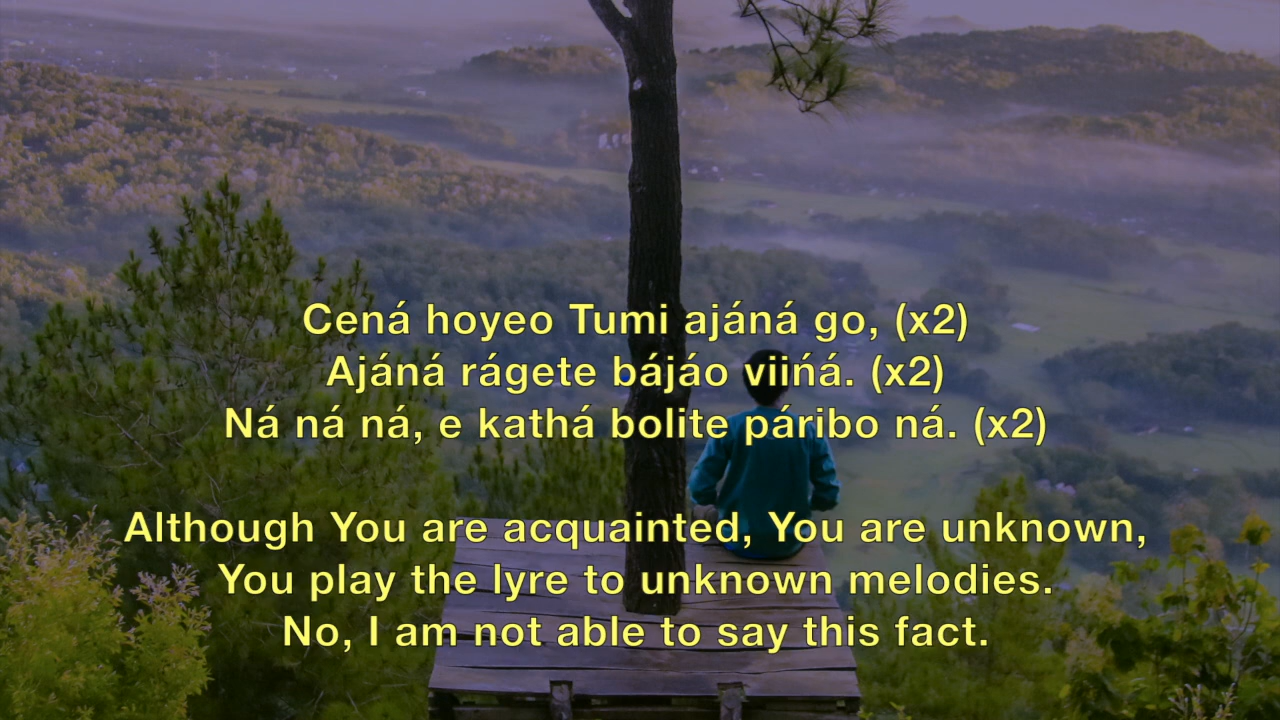 Cená hoyeo Tumi ajáná go, (x2)
Ajáná rágete bájáo viińá. (x2)
Ná ná ná, e kathá bolite páribo ná. (x2)
Although You are acquainted, You are unknown,
You play the lyre to unknown melodies.
No, I am not able to say this fact.